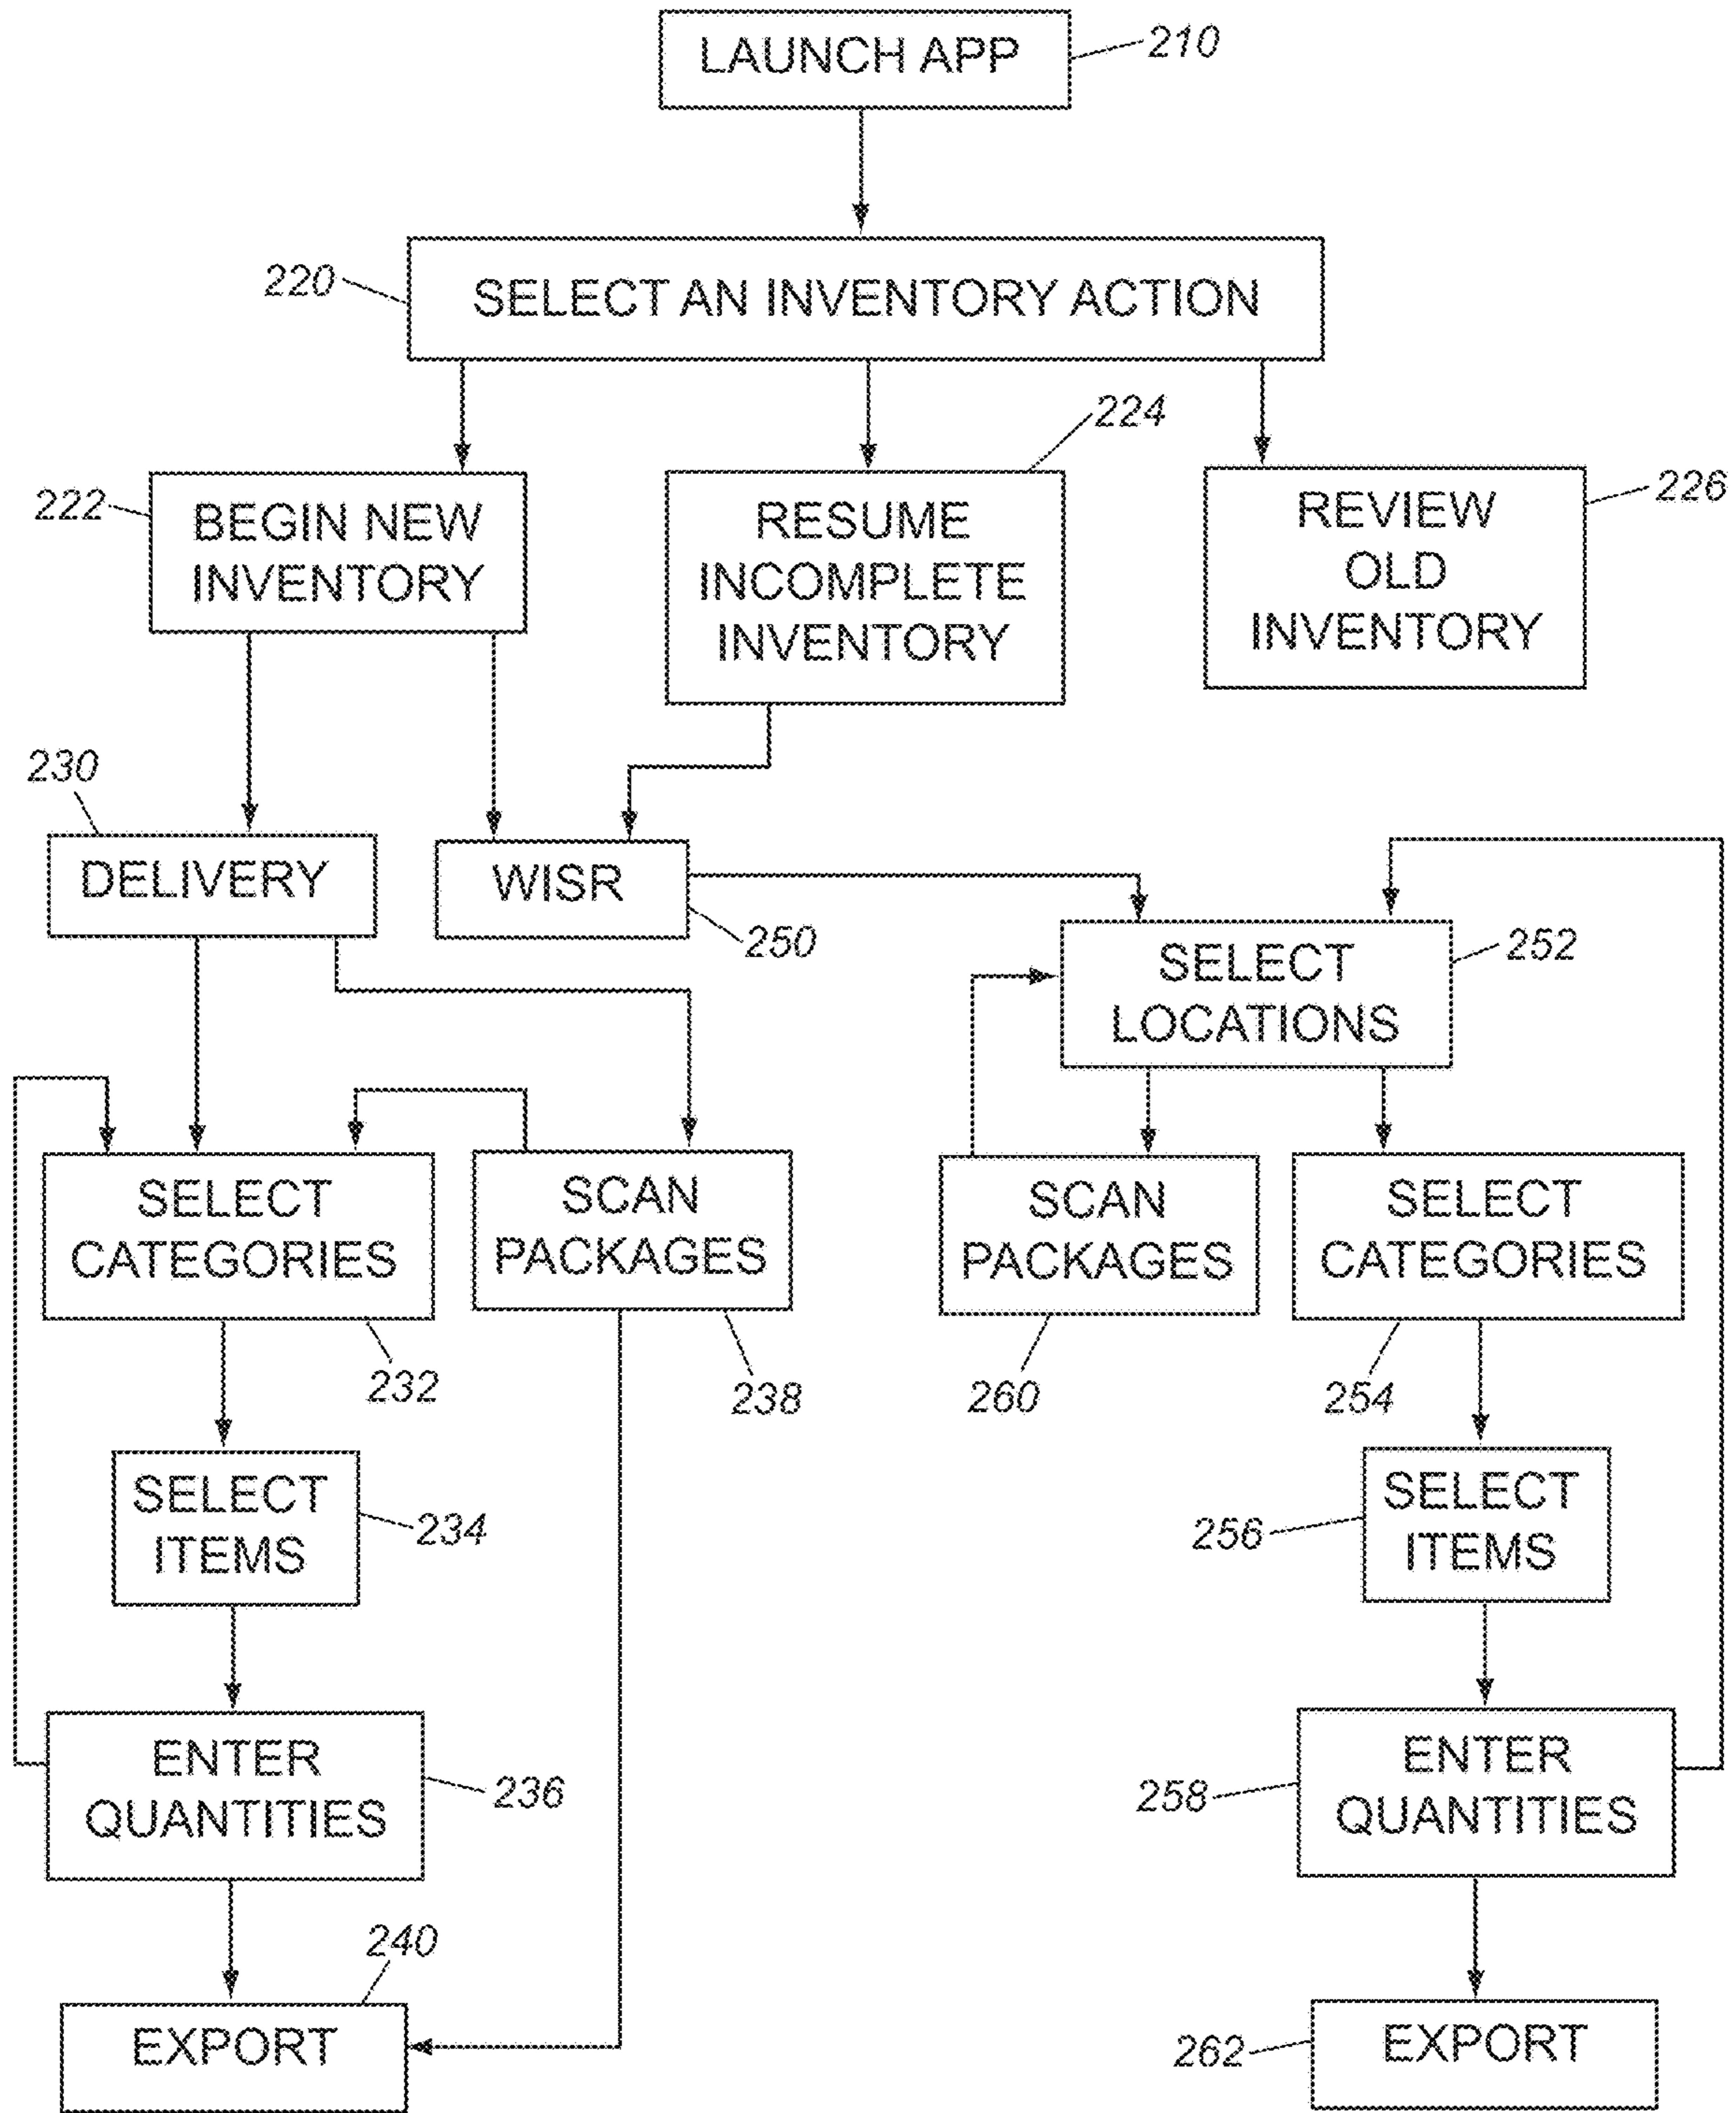 LAUNCH APP
210
220
SELECT AN INVENTORY ACTION
224
222
BEGIN NEW
INVENTORY
RESUME
INCOMPLETE
INVENTORY
REVIEW
OLD
INVENTORY
226
230
DELIVERY
WISR
250
SELECT
LOCATIONS
252
SELECT
CATEGORIES
SCAN
PACKAGES
SCAN
PACKAGES
SELECT
CATEGORIES
232
238
260
254
SELECT
ITEMS
234
256
SELECT
ITEMS
ENTER
QUANTITIES
236
258
ENTER
QUANTITIES
240
EXPORT
262
EXPORT